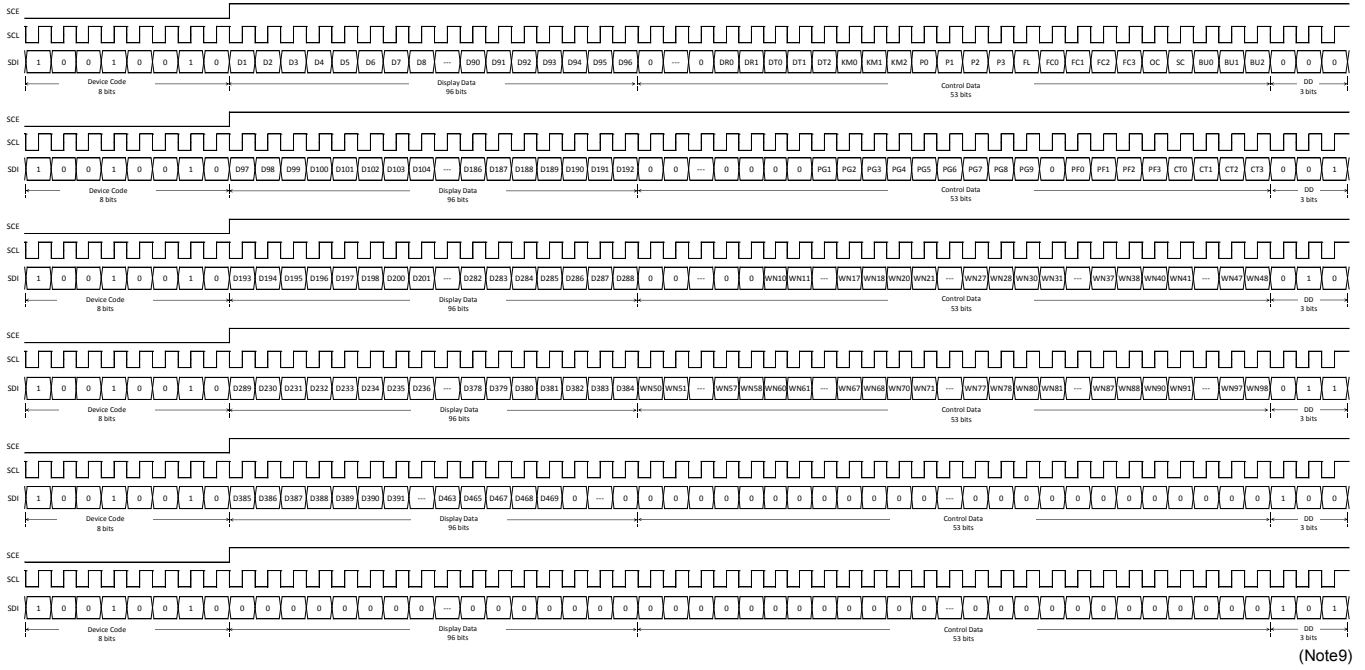 SCE
SCL
SDI 1 0 0 1 0 0 1 0 D1 D2 D3 D4 D5 D6 D7 D8 --- D90 D91 D92 D93 D94 D95 D96 0 --- 0 DR0 DR1 DT0 DT1 DT2 KM0 KM1 KM2 P0 P1 P2 P3 FL FC0 FC1 FC2 FC3 OC SC BU0 BU1 BU2 0 0 0
Device Code Display Data Control Data DD
8 bits 96 bits 53 bits 3 bits
SCE
SCL
SDI 1 0 0 1 0 0 1 0 D97 D98 D99 D100 D101 D102 D103 D104 --- D186 D187 D188 D189 D190 D191 D192 0 0 --- 0 0 0 0 PG1 PG2 PG3 PG4 PG5 PG6 PG7 PG8 PG9 0 PF0 PF1 PF2 PF3 CT0 CT1 CT2 CT3 0 0 1
Device Code Display Data Control Data DD
8 bits 96 bits 53 bits 3 bits
SCE
SCL
SDI 1 0 0 1 0 0 1 0 D193 D194 D195 D196 D197 D198 D200 D201 --- D282 D283 D284 D285 D286 D287 D288 0 0 --- 0 0 WN10 WN11 --- WN17 WN18 WN20 WN21 --- WN27 WN28 WN30 WN31 --- WN37 WN38 WN40 WN41 --- WN47 WN48 0 1 0
Device Code Display Data Control Data DD
8 bits 96 bits 53 bits 3 bits
SCE
SCL
SDI 1 0 0 1 0 0 1 0 D289 D230 D231 D232 D233 D234 D235 D236 --- D378 D379 D380 D381 D382 D383 D384 WN50 WN51 --- WN57 WN58 WN60 WN61 --- WN67 WN68 WN70 WN71 --- WN77 WN78 WN80 WN81 --- WN87 WN88 WN90 WN91 --- WN97 WN98 0 1 1
Device Code Display Data Control Data DD
8 bits 96 bits 53 bits 3 bits
SCE
SCL
SDI 1 0 0 1 0 0 1 0 D385 D386 D387 D388 D389 D390 D391 --- D463 D465 D467 D468 D469 0 --- 0 0 0 0 0 0 0 0 0 0 0 0 --- 0 0 0 0 0 0 0 0 0 0 0 0 1 0 0
Device Code Display Data Control Data DD
8 bits 96 bits 53 bits 3 bits
SCE
SCL
SDI 1 0 0 1 0 0 1 0 0 0 0 0 0 0 0 0 --- 0 0 0 0 0 0 0 0 0 0 0 0 0 0 0 0 0 0 0 --- 0 0 0 0 0 0 0 0 0 0 0 0 1 0 1
Device Code Display Data Control Data DD
8 bits 96 bits 53 bits 3 bits
(Note9)